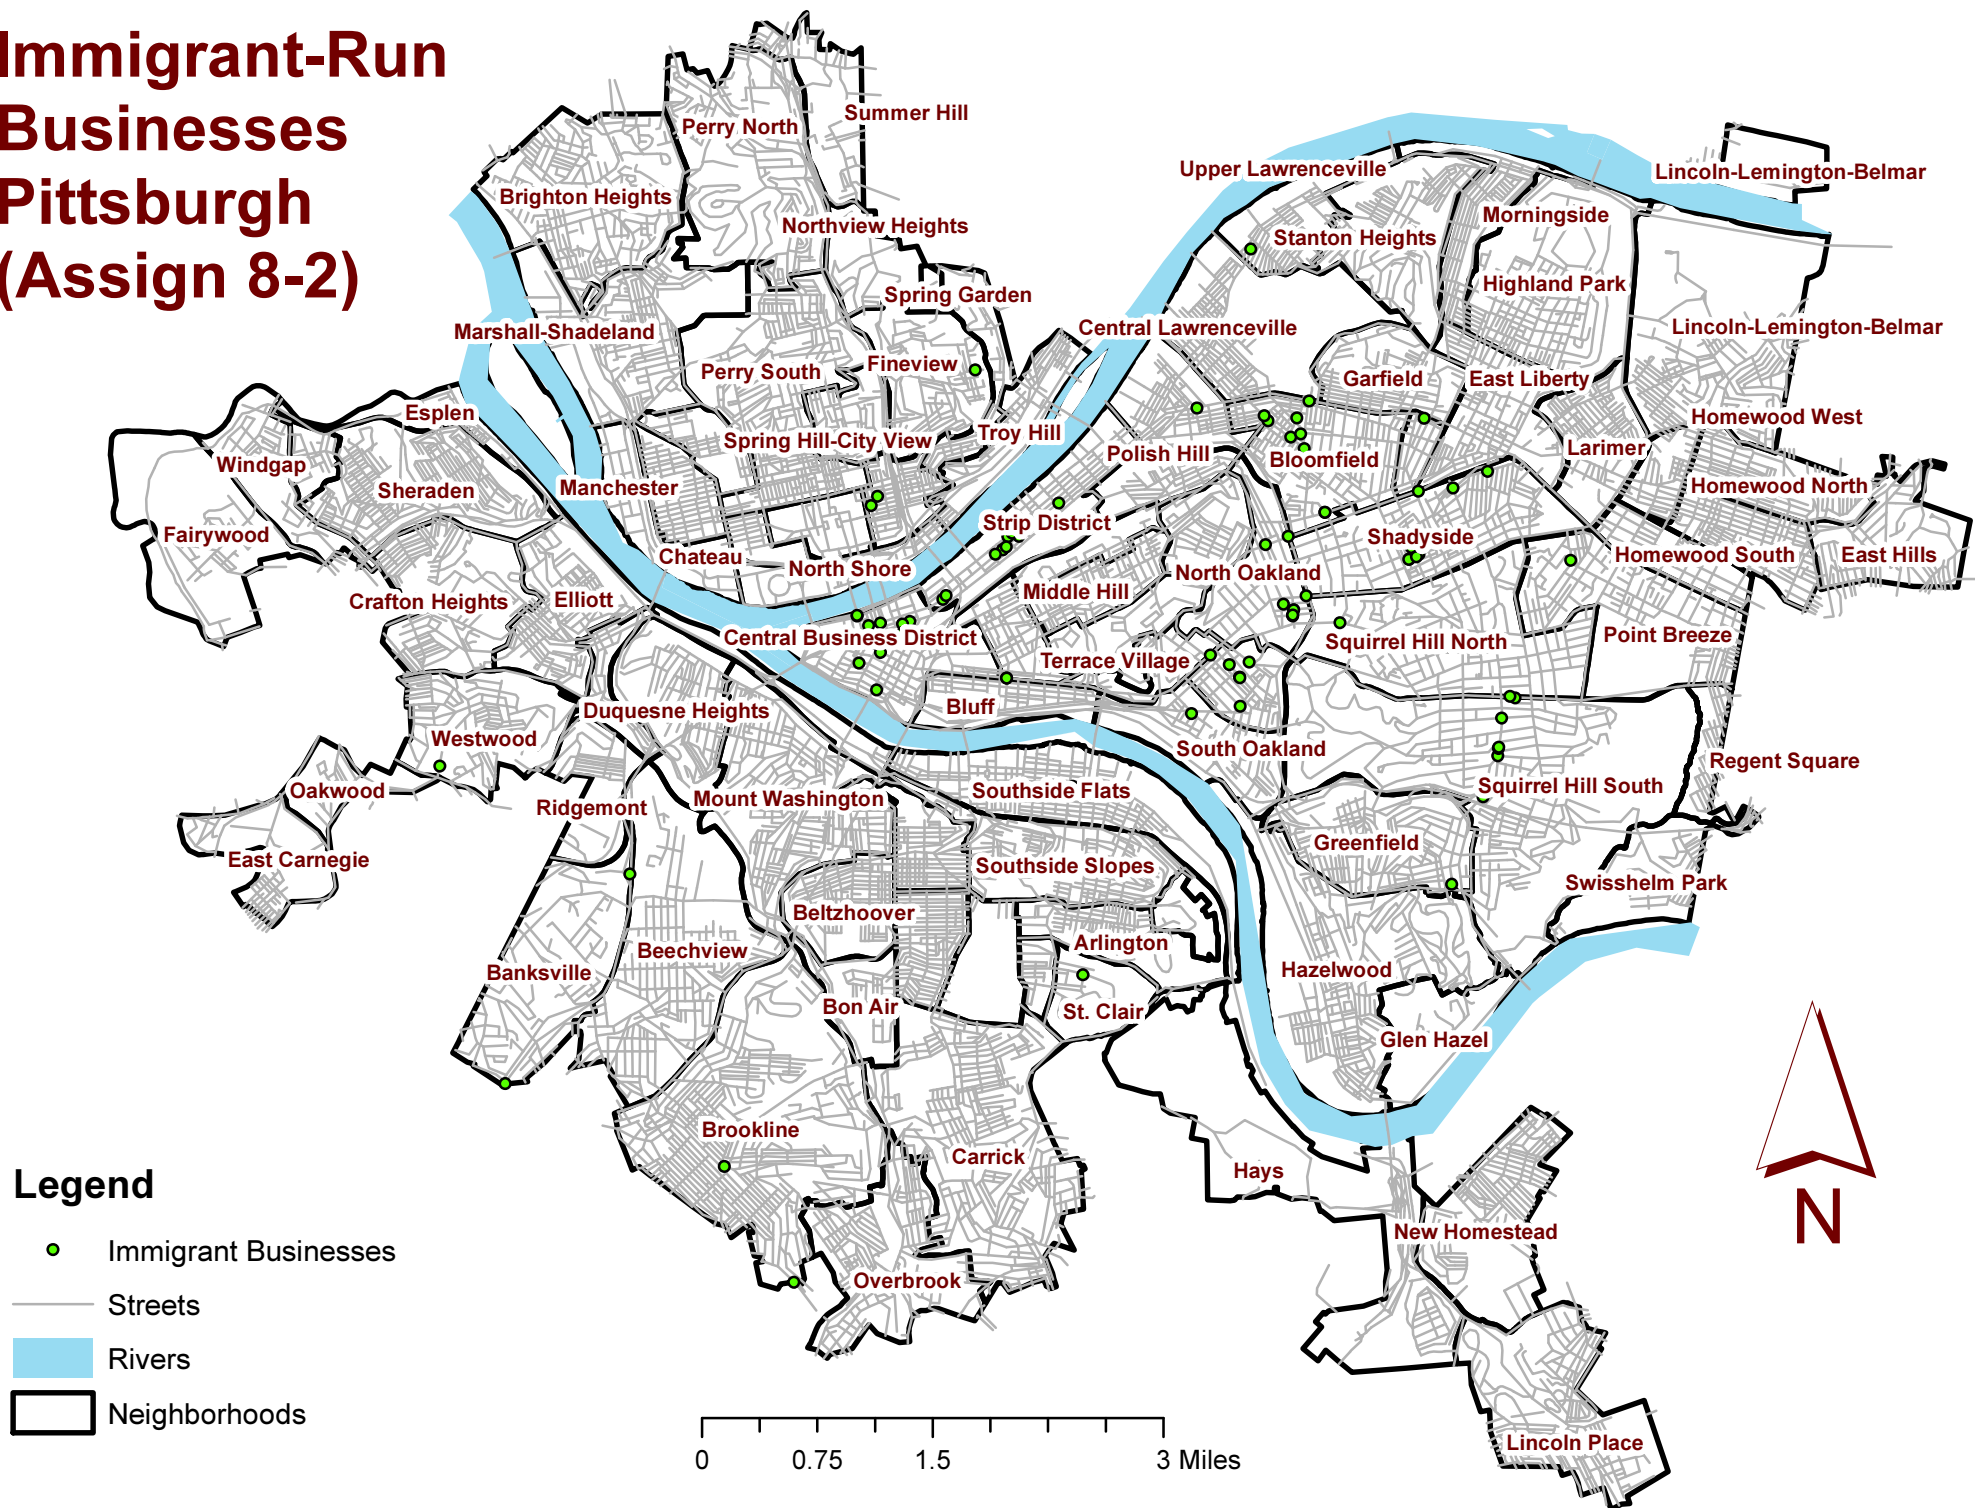 Immigrant-Run
Businesses
Pittsburgh
(Assign 8-2)
Summer Hill
Perry North
Upper Lawrenceville
Lincoln-Lemington-Belmar
Brighton Heights
Morningside
Northview Heights
Stanton Heights
Highland Park
Spring Garden
Marshall-Shadeland
Central Lawrenceville
Lincoln-Lemington-Belmar
Perry South
Fineview
Garfield
East Liberty
Esplen
Homewood West
Troy Hill
Spring Hill-City View
Larimer
Polish Hill
Bloomfield
Windgap
Sheraden
Manchester
Homewood North
Strip District
Fairywood
Shadyside
Chateau
North Shore
Homewood South
East Hills
North Oakland
Middle Hill
Crafton Heights
Elliott
Central Business District
Squirrel Hill North
Point Breeze
Terrace Village
Bluff
Duquesne Heights
Westwood
South Oakland
Regent Square
Oakwood
Southside Flats
Squirrel Hill South
Mount Washington
Ridgemont
Greenfield
East Carnegie
Southside Slopes
Swisshelm Park
Beltzhoover
Arlington
Beechview
Hazelwood
Banksville
Bon Air
St. Clair
Glen Hazel
Brookline
Carrick
Hays
N
New Homestead
Overbrook
Lincoln Place
Legend
Immigrant Businesses
Streets
Rivers
Neighborhoods
0 0.75 1.5 3 Miles